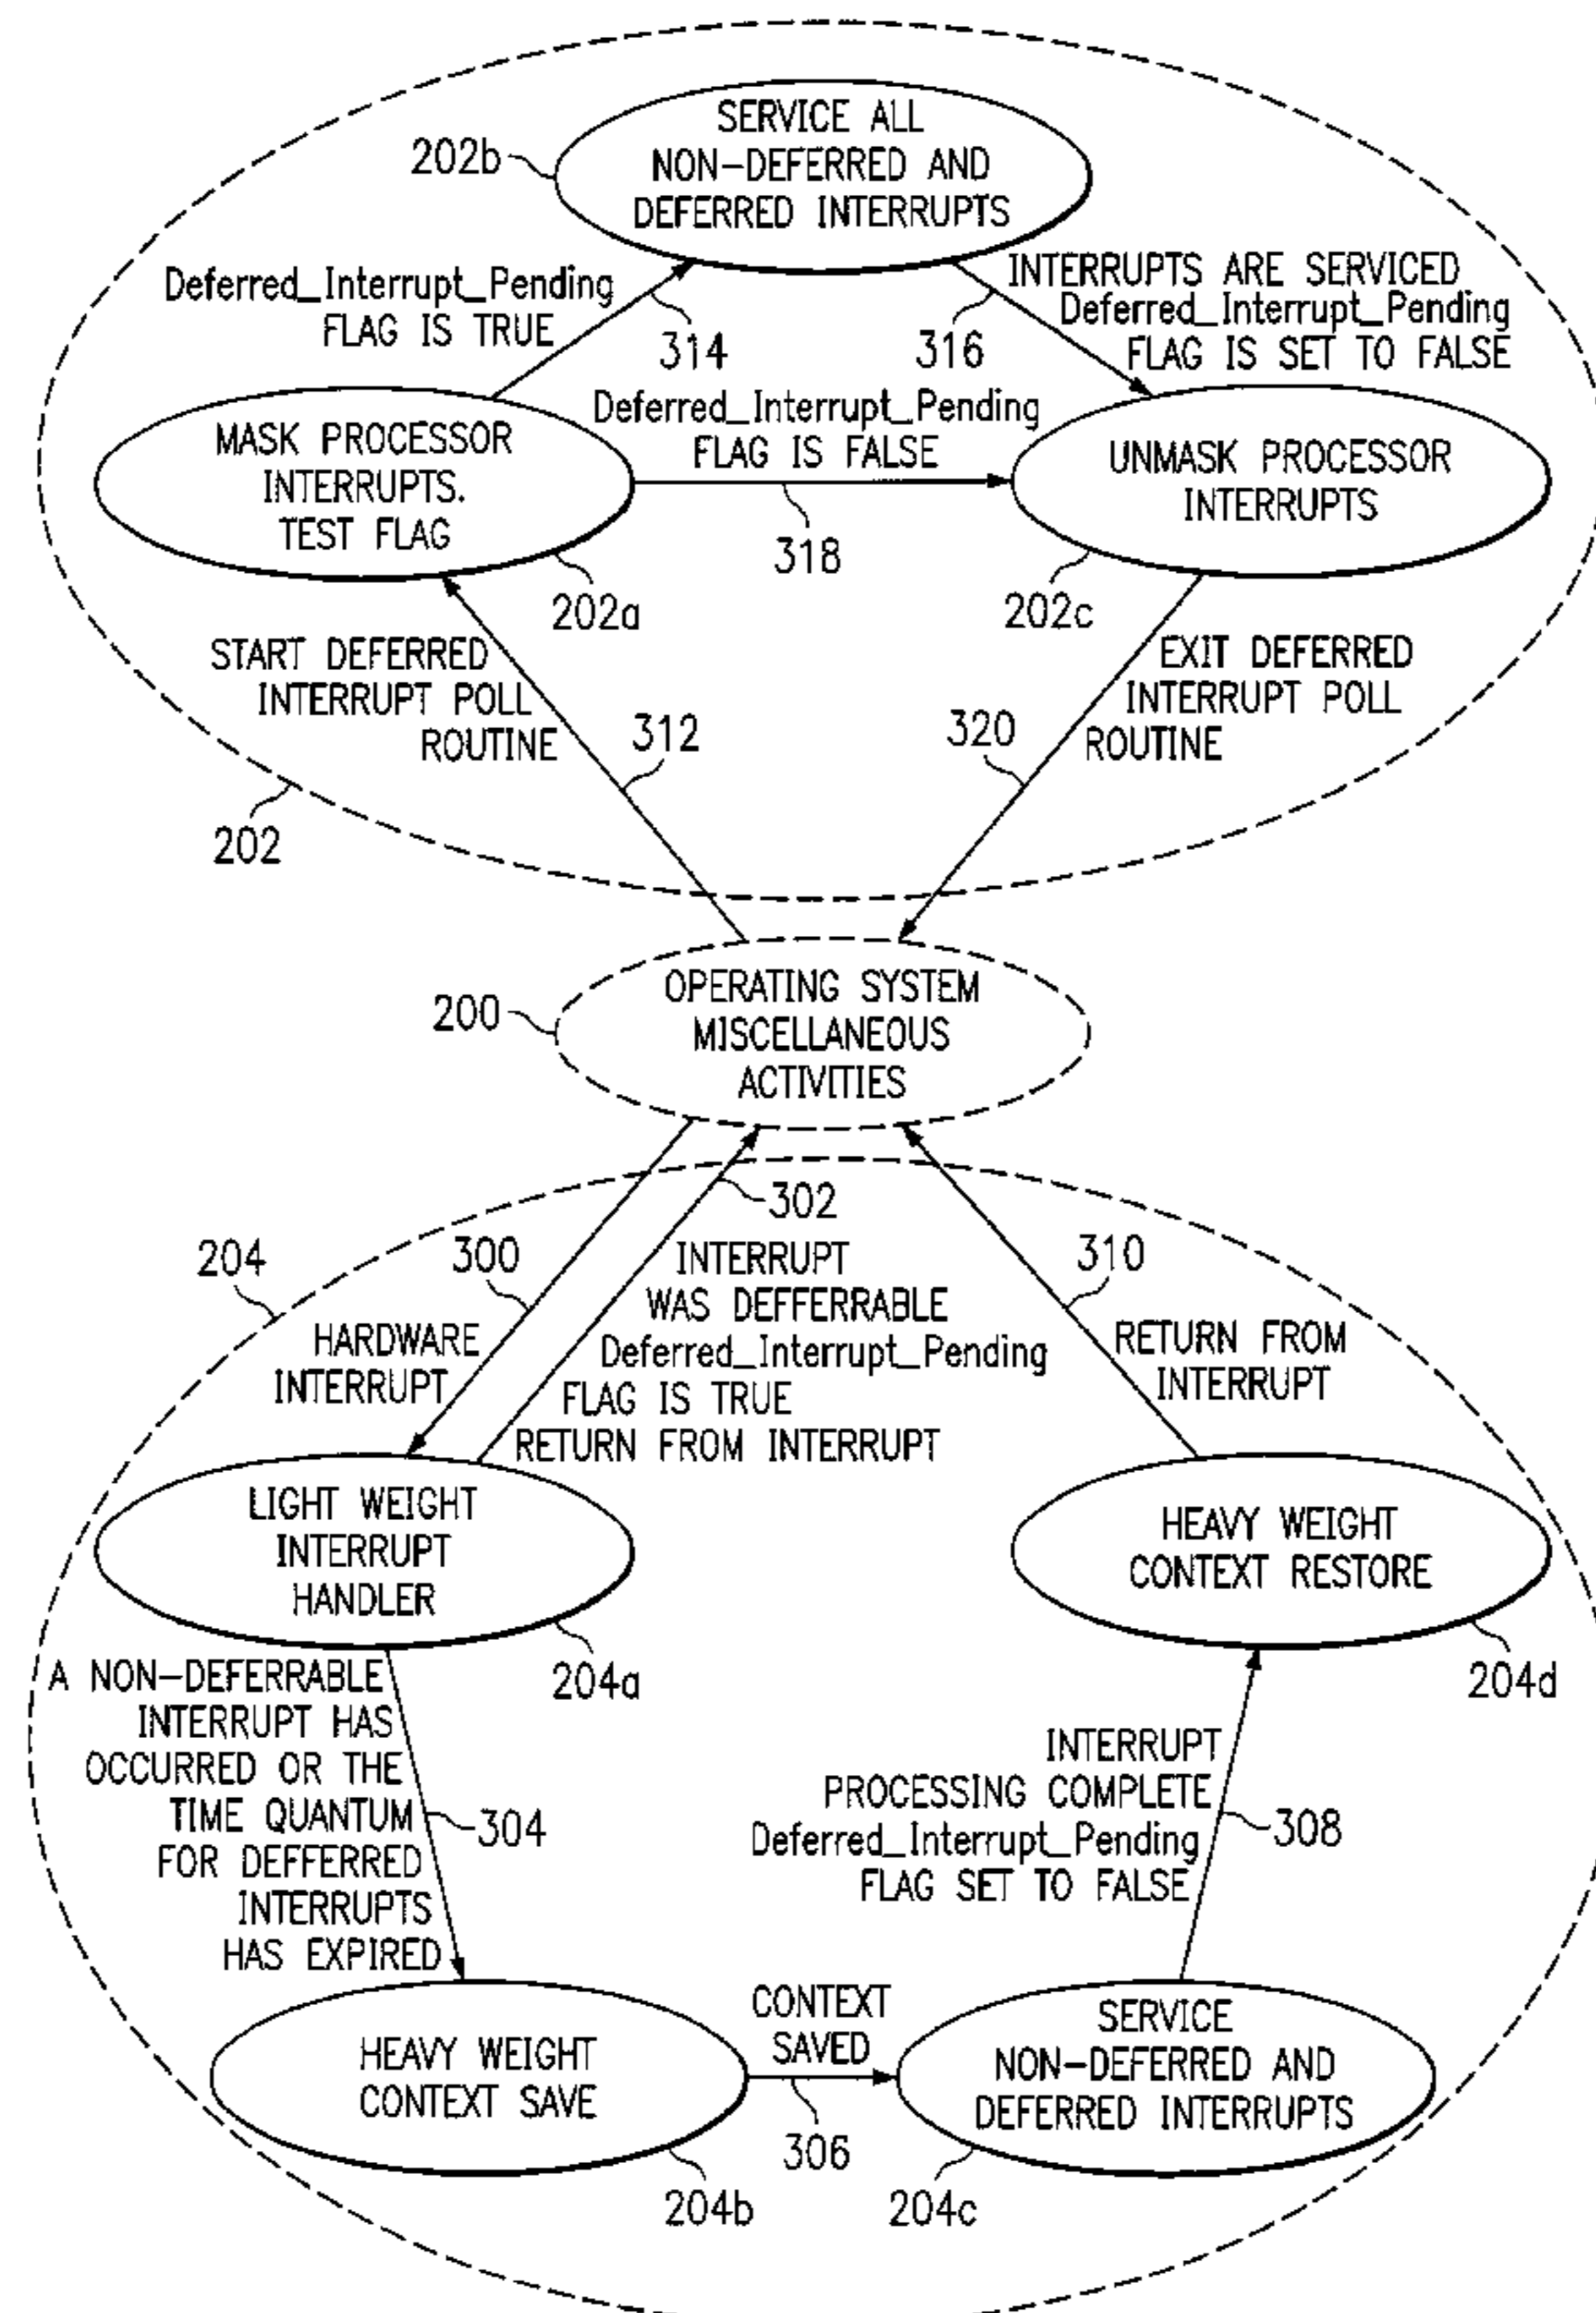 SERVICE ALL
NON-DEFERRED AND
DEFERRED INTERRUPTS
202b
Deferred_Interrupt_Pending
FLAG IS TRUE
314
INTERRUPTS ARE SERVICED
Deferred_Interrupt_Pending
FLAG IS SET TO FALSE
316
MASK PROCESSOR
INTERRUPTS.
TEST FLAG
202a
Deferred_Interrupt_Pending
FLAG IS FALSE
318
UNMASK PROCESSOR
INTERRUPTS
202c
START DEFERRED
INTERRUPT POLL
ROUTINE
312
EXIT DEFERRED
INTERRUPT POLL
ROUTINE
320
202
OPERATING SYSTEM
MISCELLANEOUS
ACTIVITIES
200
204
300
HARDWARE
INTERRUPT
302
INTERRUPT
WAS DEFFERRABLE
Deferred_Interrupt_Pending
FLAG IS TRUE
RETURN FROM INTERRUPT
310
RETURN FROM
INTERRUPT
LIGHT WEIGHT
INTERRUPT
HANDLER
204a
HEAVY WEIGHT
CONTEXT RESTORE
204d
A NON-DEFERRABLE
INTERRUPT HAS
OCCURRED OR THE
TIME QUANTUM
FOR DEFFERRED
INTERRUPTS
HAS EXPIRED
304
INTERRUPT
PROCESSING COMPLETE
Deferred_Interrupt_Pending
FLAG SET TO FALSE
308
HEAVY WEIGHT
CONTEXT SAVE
204b
CONTEXT
SAVED
306
SERVICE
NON-DEFERRED AND
DEFERRED INTERRUPTS
204c